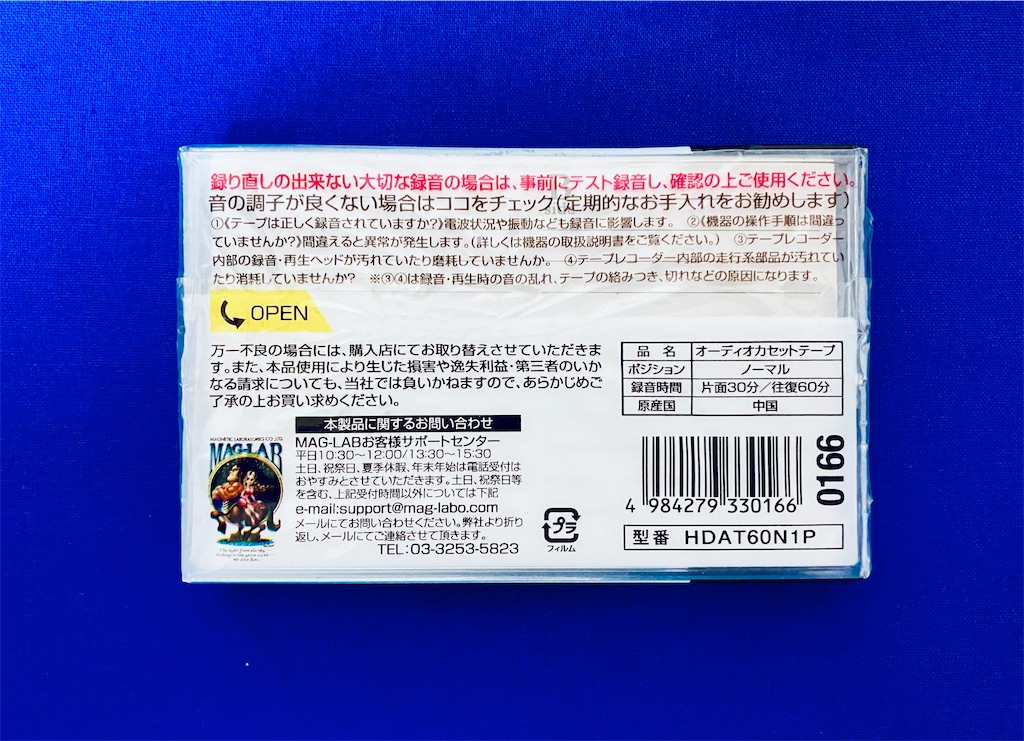 録り直しの出来ない大切な録音の場合は、事前にテスト録音し、確認の上ご使用ください。
音の調子が良くない場合はココをチェック(定期的なお手入れをお勧めします)
①《テープは正しく録音されていますか?》電波状況や振動なども録音に影響します。 ②《機器の操作手順は間違っ
ていませんか?》間違えると異常が発生します。(詳しくは機器の取扱説明書をご覧ください。) ③テープレコーダー
内部の録音・再生ヘッドが汚れていたり磨耗していませんか。 ④テープレコーダー内部の走行系部品が汚れてい
たり消耗していませんか? ※③④は録音・再生時の音の乱れ、テープの絡みつき、切れなどの原因になります。
OPEN
万一不良の場合には、購入店にてお取り替えさせていただきま
す。また、本品使用により生じた損害や逸失利益・第三者のいか
なる請求についても、当社では負いかねますので、あらかじめご
了承の上お買い求めください。
本製品に関するお問い合わせ
MAG-LABお客様サポートセンター
平日10:30~12:00/13:30~15:30
土日、祝祭日、夏季休暇、年末年始は電話受付は
おやすみとさせていただきます。土日、祝祭日等
を含む、上記受付時間以外については下記
e-mail:support@mag-labo.com
メールにてお問い合わせください。弊社より折り
返し、メールにてご連絡させて頂きます。
TEL:03-3253-5823
MAGNETIC LABORATORIES CO.,LTD.
MAG-LAB
プラ
フィルム
品 名 オーディオカセットテープ
ポジション ノーマル
録音時間 片面30分/往復60分
原産国 中国
4 984279 330166
0166
型番 HDAT60N1P